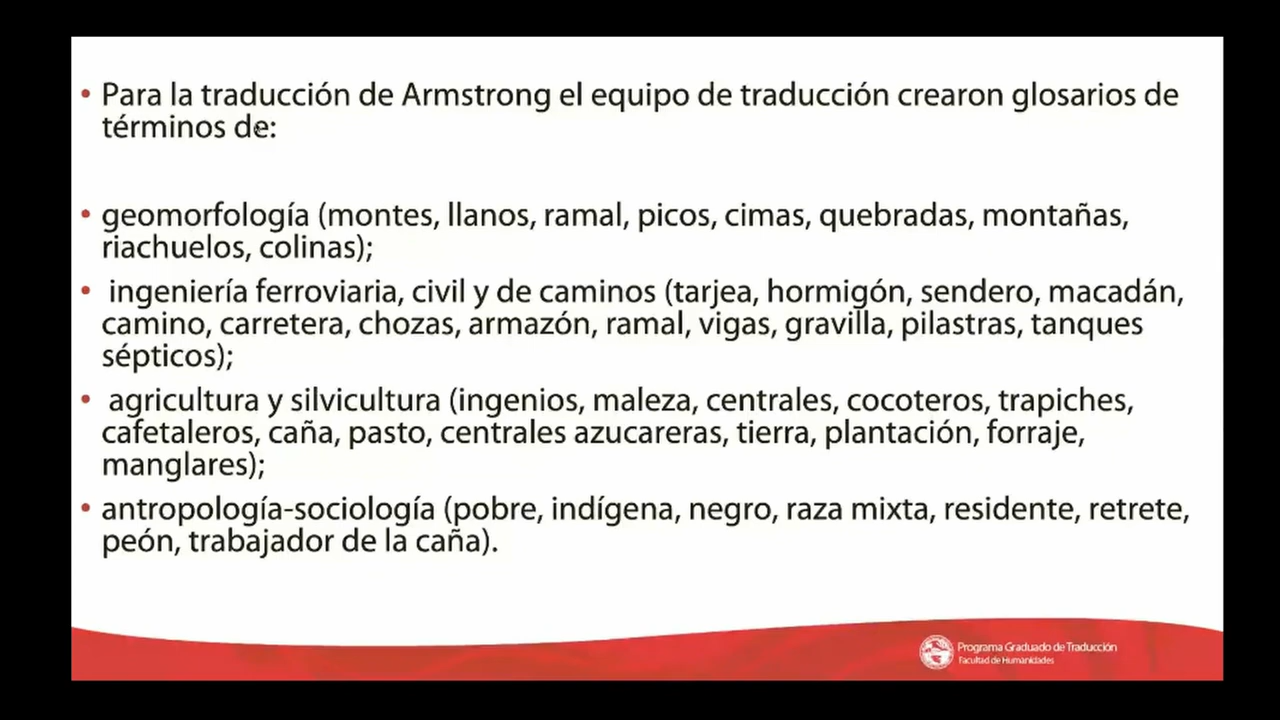 • Para la traducción de Armstrong el equipo de traducción crearon glosarios de
términos de:
• geomorfología (montes, llanos, ramal, picos, cimas, quebradas, montañas,
riachuelos, colinas);
• ingeniería ferroviaria, civil y de caminos (tarjea, hormigón, sendero, macadán,
camino, carretera, chozas, armazón, ramal, vigas, gravilla, pilastras, tanques
sépticos);
• agricultura y silvicultura (ingenios, maleza, centrales, cocoteros, trapiches,
cafetaleros, caña, pasto, centrales azucareras, tierra, plantación, forraje,
manglares);
• antropología-sociología (pobre, indígena, negro, raza mixta, residente, retrete,
peón, trabajador de la caña).
Programa Graduado de Traducción
Facultad de Humanidades